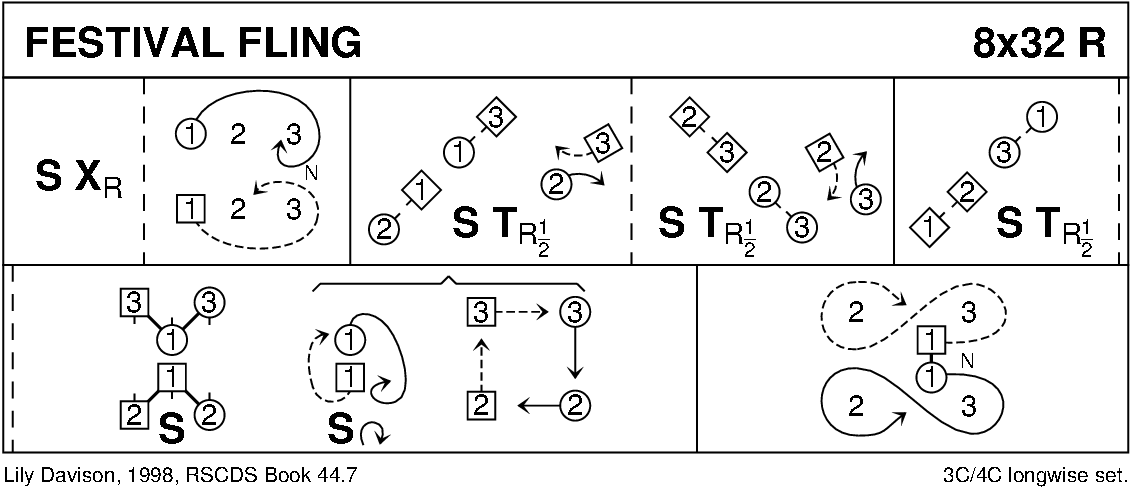 FESTIVAL FLING 8x32 R
S XR
1 2 3
N
1 2 3
3
1
1
2
S TR½
3
2
2
3
2
3
S TR½
2
3
1
3
2
1
S TR½
3 3
1
1
2 2
S
1
1
S
3 3
2 2
2 3
1
N
1
2 3
Lily Davison, 1998, RSCDS Book 44.7 3C/4C longwise set.